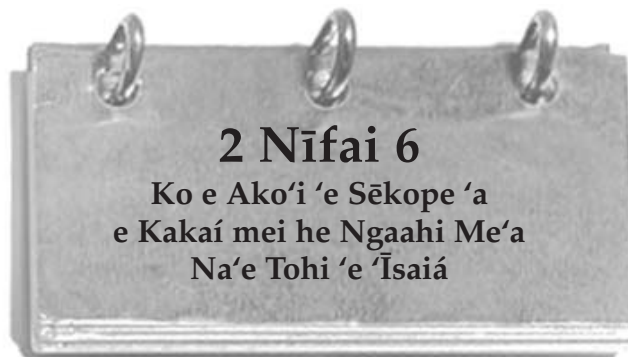 2 Nīfai 6
Ko e Ako‘i ‘e Sēkope ‘a
e Kakaí mei he Ngaahi Me‘a
Na‘e Tohi ‘e ‘Īsaiá